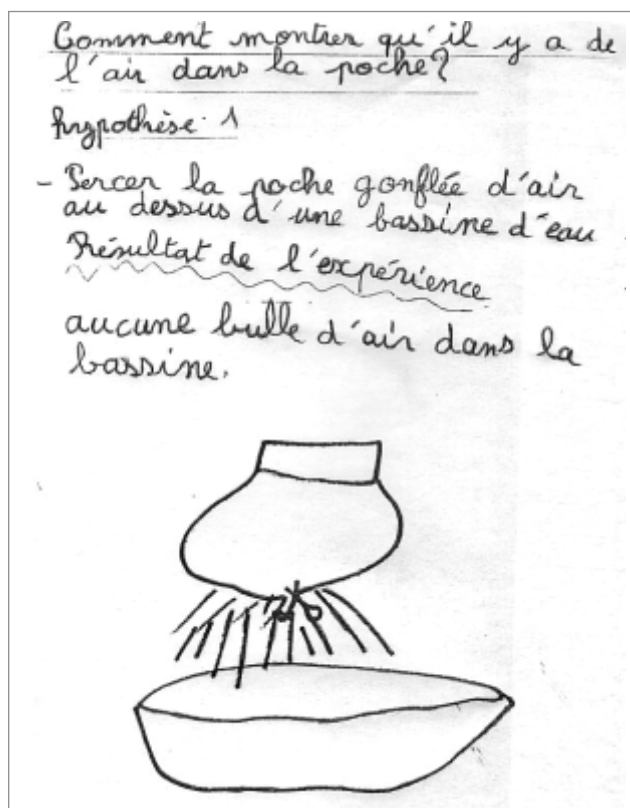 Comment montrer qu'il y a de
l'air dans la poche?
hypothèse 1
- Percer la poche gonflée d'air
au dessus d'une bassine d'eau.
Résultat de l'expérience
aucune bulle d'air dans la
bassine.